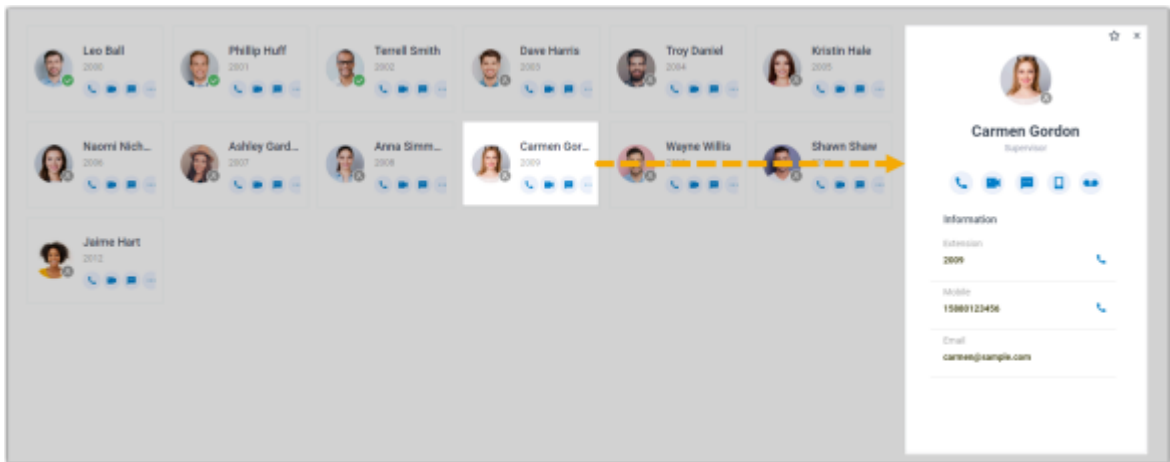 Leo Ball
2000
Phillip Huff
2001
Terrell Smith
2002
Dave Harris
2003
Troy Daniel
2004
Kristin Hale
2005
Naomi Nich...
2006
Ashley Gard...
2007
Anna Simm...
2008
Carmen Gor...
2009
Wayne Willis
Shawn Shaw
Jaime Hart
2012
Carmen Gordon
Supervisor
Information
Extension
2009
Mobile
15880123456
Email
carmen@sample.com